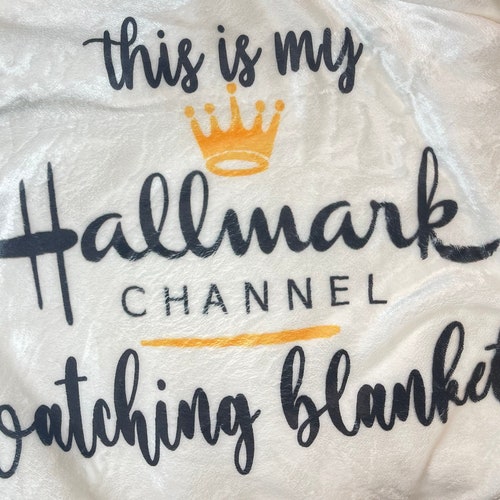 this is my
Hallmark
CHANNEL
watching blanket